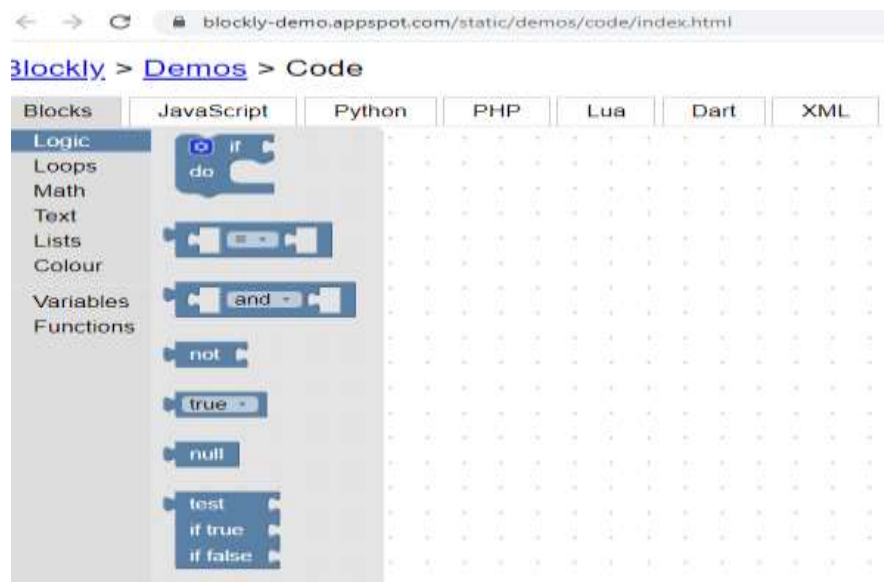 blockly-demo.appspot.com/static/demos/code/index.html
Blockly > Demos > Code
Blocks JavaScript Python PHP Lua Dart XML
Logic
Loops
Math
Text
Lists
Colour
Variables
Functions
if
do
= 
and
not
true
null
test
if true
if false